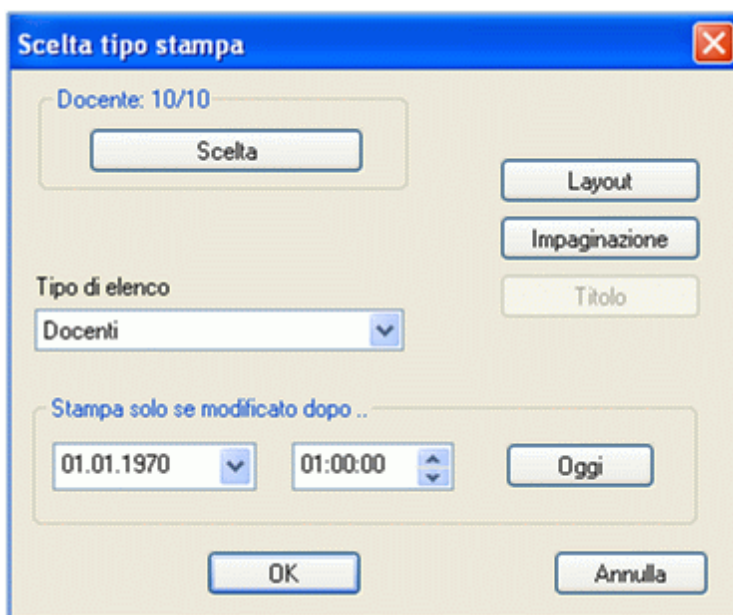 Scelta tipo stampa
Docente: 10/10
Scelta
Layout
Impaginazione
Titolo
Tipo di elenco
Docenti
Stampa solo se modificato dopo ..
01.01.1970 01:00:00 Oggi
OK Annulla